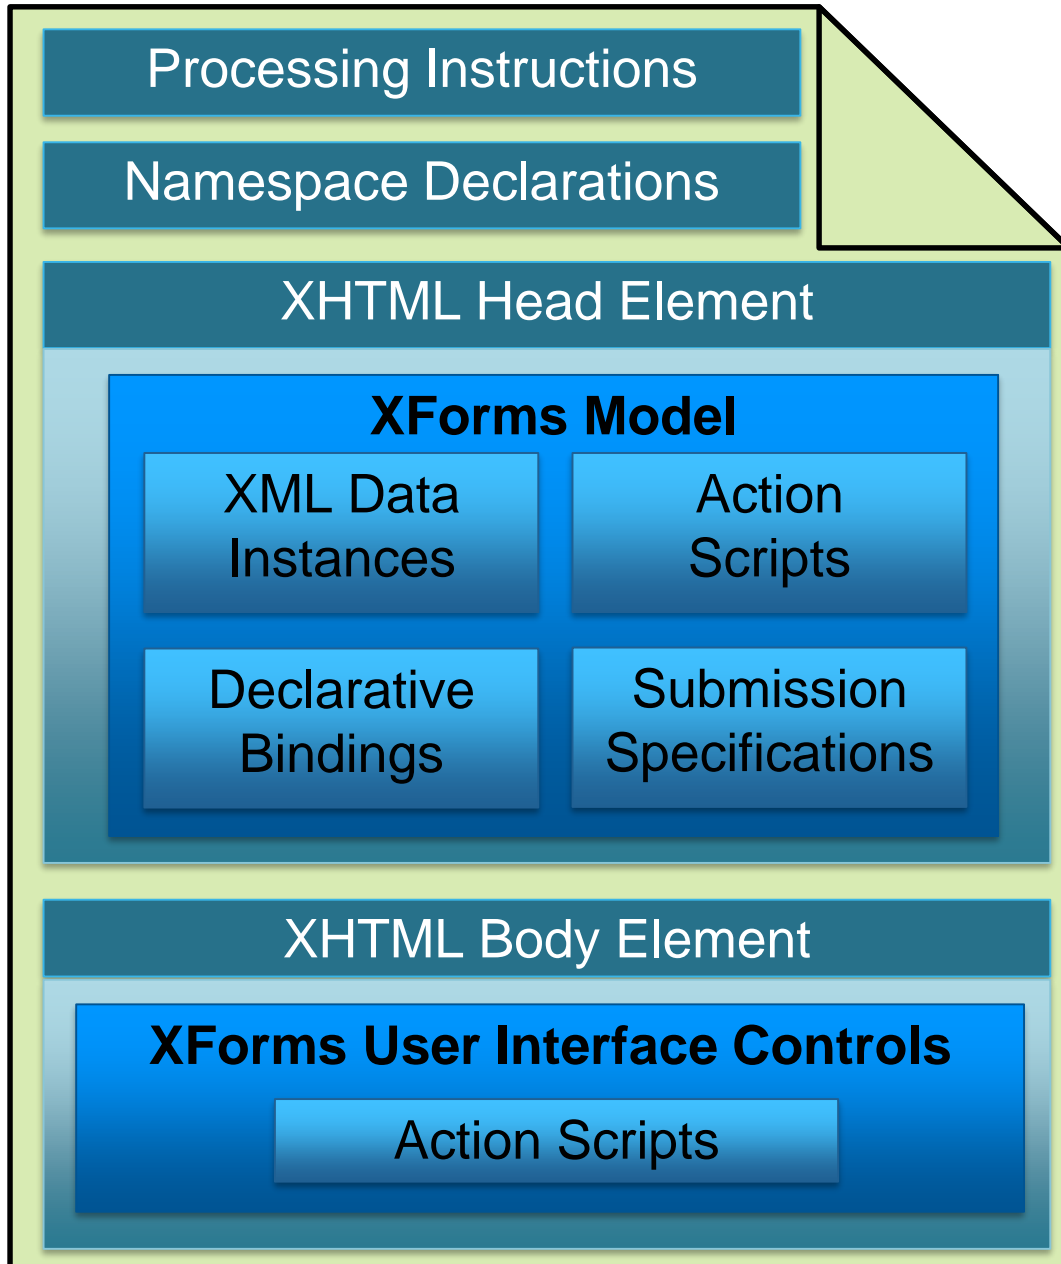 Processing Instructions
Namespace Declarations
XHTML Head Element
XForms Model
XML Data
Instances
Action
Scripts
Declarative
Bindings
Submission
Specifications
XHTML Body Element
XForms User Interface Controls
Action Scripts